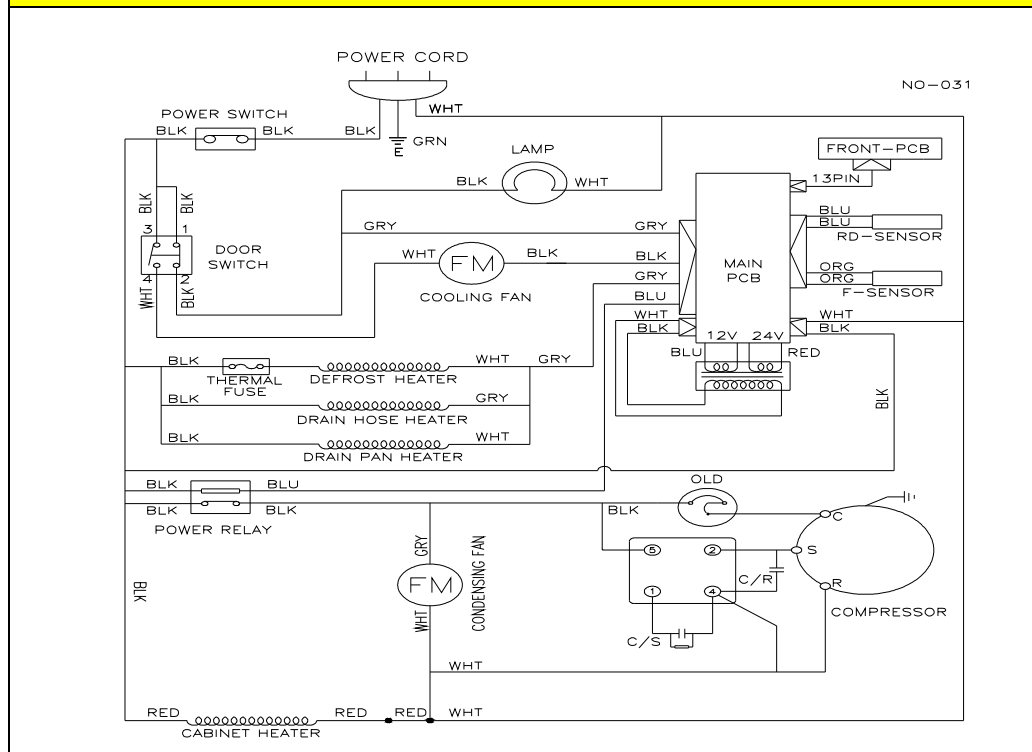 POWER CORD
NO-031
WHT
POWER SWITCH
BLK BLK BLK
GRN
E
LAMP
FRONT-PCB
BLK WHT
13PIN
BLK BLK
BLU
GRY GRY
RD-SENSOR
BLU
3 1
DOOR
SWITCH
WHT FM BLK BLK
MAIN
PCB
4 2
COOLING FAN
GRY
ORG
ORG
F-SENSOR
WHT BLK
BLU
WHT WHT
BLK BLK
12V 24V
BLU RED
BLK WHT GRY
THERMAL
FUSE
DEFROST HEATER
BLK GRY
BLK
DRAIN HOSE HEATER
BLK WHT
DRAIN PAN HEATER
OLD
BLK BLU
BLK BLK BLK
POWER RELAY
C
GRY
CONDENSING FAN
5 2 S
FM
C/R
BLK
1 4 R
COMPRESSOR
WHT
C/S
WHT
RED RED RED WHT
CABINET HEATER